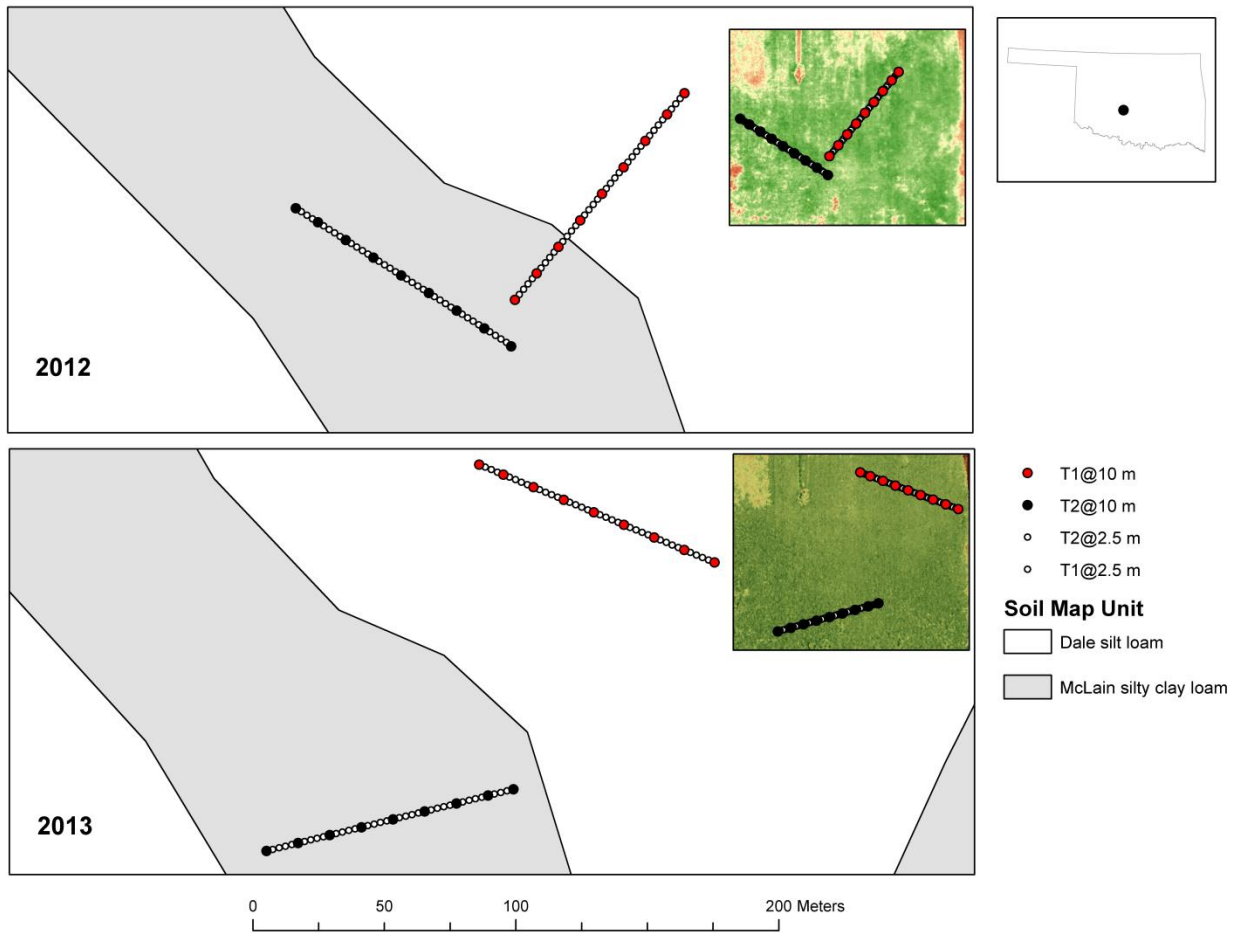 2012
2013
T1@10 m
T2@10 m
T2@2.5 m
T1@2.5 m
Soil Map Unit
Dale silt loam
McLain silty clay loam
0 50 100 200 Meters